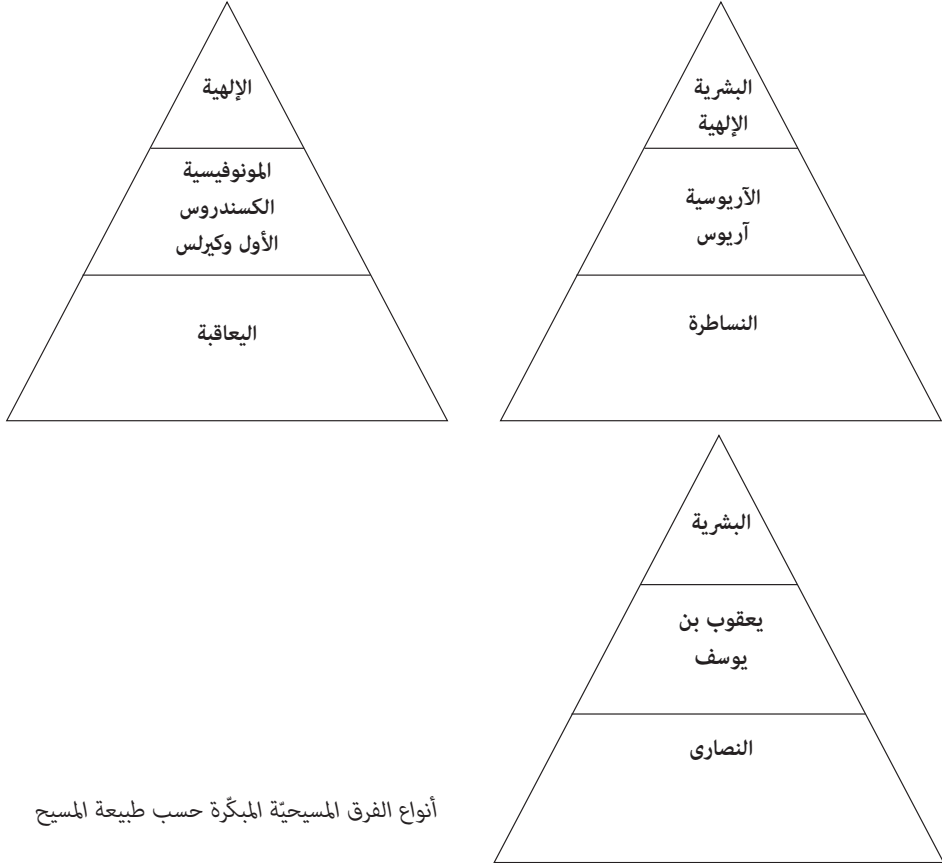 البشرية
الإلهية
الآريوسية
آريوس
النساطرة
الإلهية
المونوفيسية
الكسندروس
الأول وكيرلس
اليعاقبة
البشرية
يعقوب بن
يوسف
النصارى
أنواع الفرق المسيحيّة المبكّرة حسب طبيعة المسيح